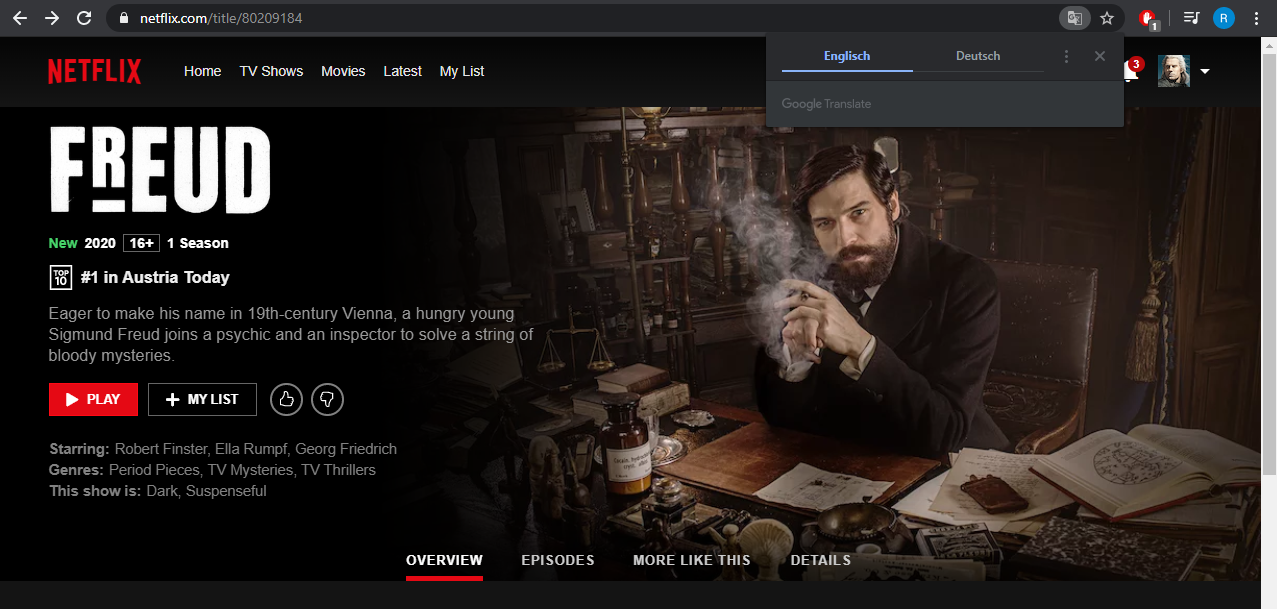 netflix.com/title/80209184
1
R
Englisch Deutsch
Google Translate
NETFLIX Home TV Shows Movies Latest My List 3
FREUD
New 2020 16+ 1 Season
TOP 10 #1 in Austria Today
Eager to make his name in 19th-century Vienna, a hungry young
Sigmund Freud joins a psychic and an inspector to solve a string of
bloody mysteries.
PLAY MY LIST
Starring: Robert Finster, Ella Rumpf, Georg Friedrich
Genres: Period Pieces, TV Mysteries, TV Thrillers
This show is: Dark, Suspenseful
OVERVIEW EPISODES MORE LIKE THIS DETAILS